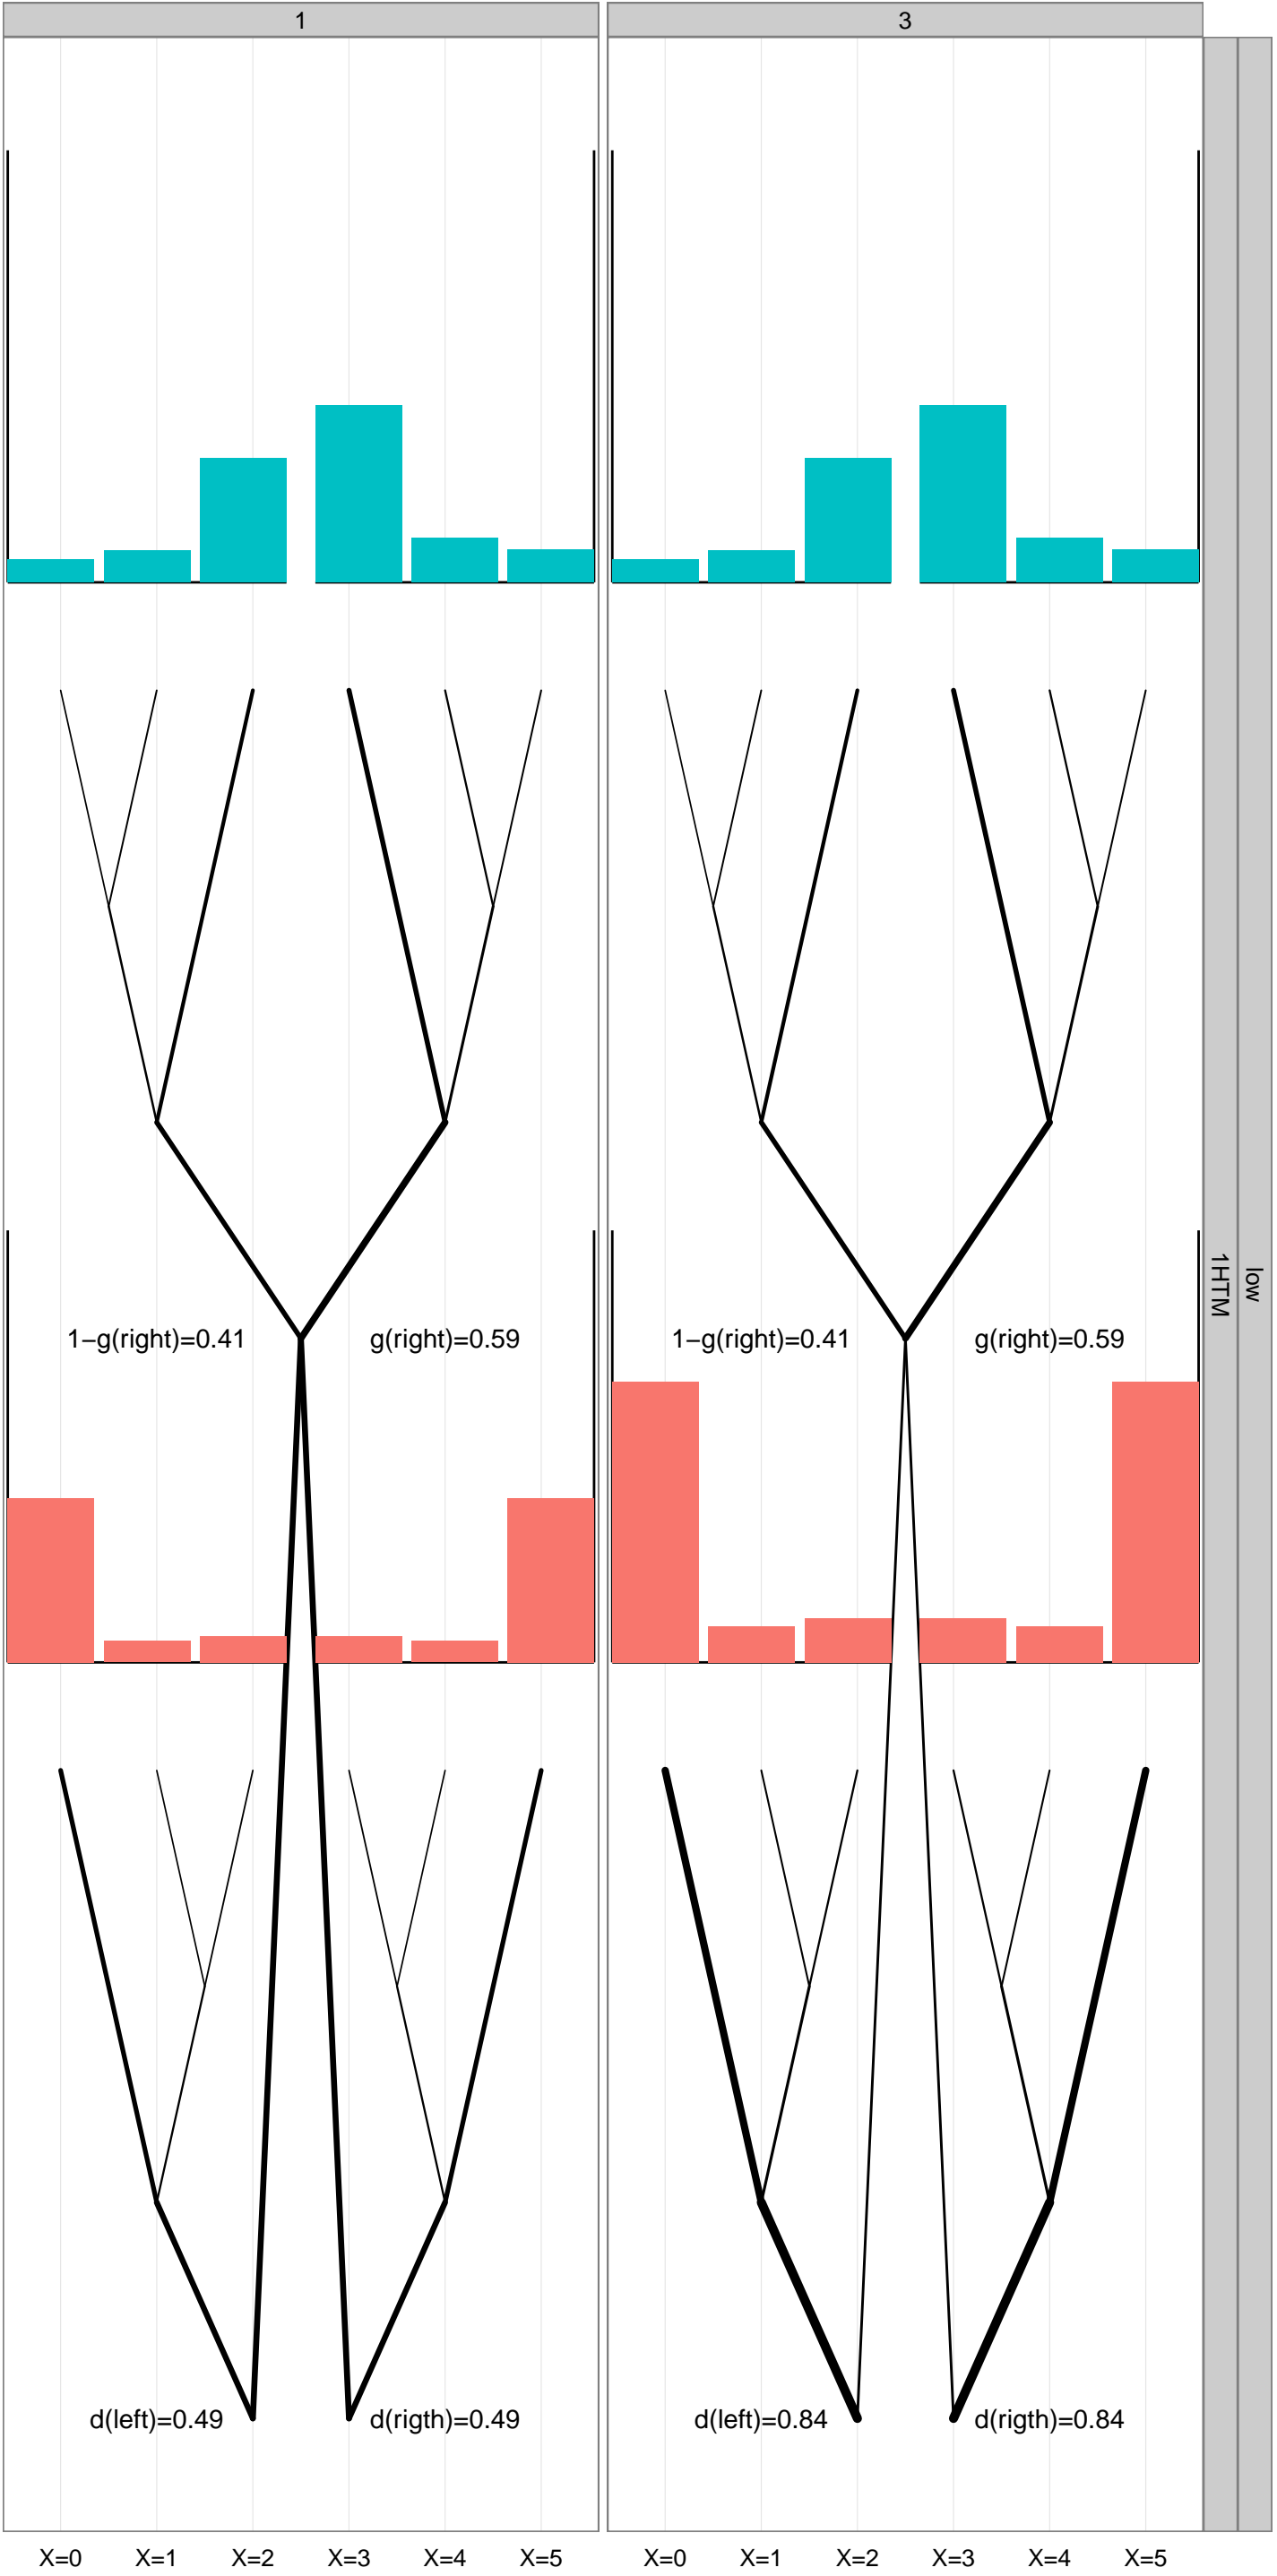 1
3
low
1HTM
1−g(right)=0.41
g(right)=0.59
1−g(right)=0.41
g(right)=0.59
d(left)=0.49
d(rigth)=0.49
d(left)=0.84
d(rigth)=0.84
X=0 X=1 X=2 X=3 X=4 X=5
X=0 X=1 X=2 X=3 X=4 X=5